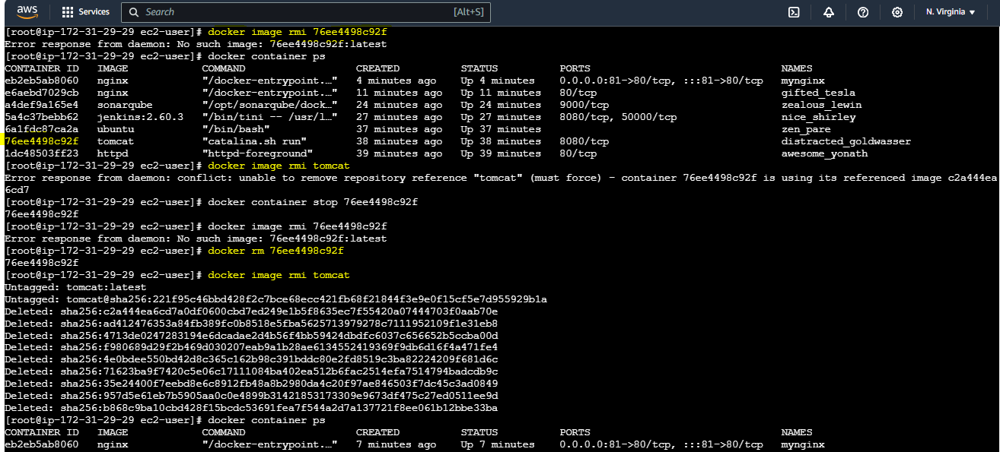 aws Services Search [Alt+S] N. Virginia
[root@ip-172-31-29-29 ec2-user]# docker image rmi 76ee4498c92f
Error response from daemon: No such image: 76ee4498c92f:latest
[root@ip-172-31-29-29 ec2-user]# docker container ps
CONTAINER ID IMAGE COMMAND CREATED STATUS PORTS NAMES
eb2eb5ab8060 nginx "/docker-entrypoint.…" 4 minutes ago Up 4 minutes 0.0.0.0:81->80/tcp, :::81->80/tcp mynginx
e6aebd7029cb nginx "/docker-entrypoint.…" 11 minutes ago Up 11 minutes 80/tcp gifted_tesla
a4def9a165e4 sonarqube "/opt/sonarqube/dock…" 24 minutes ago Up 24 minutes 9000/tcp zealous_lewin
5a4c37bebb62 jenkins:2.60.3 "/bin/tini -- /usr/l…" 27 minutes ago Up 27 minutes 8080/tcp, 50000/tcp nice_shirley
6a1fdc87ca2a ubuntu "/bin/bash" 37 minutes ago Up 37 minutes zen_pare
76ee4498c92f tomcat "catalina.sh run" 38 minutes ago Up 38 minutes 8080/tcp distracted_goldwasser
1dc48503ff23 httpd "httpd-foreground" 39 minutes ago Up 39 minutes 80/tcp awesome_yonath
[root@ip-172-31-29-29 ec2-user]# docker image rmi tomcat
Error response from daemon: conflict: unable to remove repository reference "tomcat" (must force) - container 76ee4498c92f is using its referenced image c2a444ea
6cd7
[root@ip-172-31-29-29 ec2-user]# docker container stop 76ee4498c92f
76ee4498c92f
[root@ip-172-31-29-29 ec2-user]# docker image rmi 76ee4498c92f
Error response from daemon: No such image: 76ee4498c92f:latest
[root@ip-172-31-29-29 ec2-user]# docker rm 76ee4498c92f
76ee4498c92f
[root@ip-172-31-29-29 ec2-user]# docker image rmi tomcat
Untagged: tomcat:latest
Untagged: tomcat@sha256:221f95c46bbd428f2c7bce68ecc421fb68f21844f3e9e0f15cf5e7d955929b1a
Deleted: sha256:c2a444ea6cd7a0df0600cbd7ed249e1b5f8635ec7f55420a07444703f0aab70e
Deleted: sha256:ad412476353a84fb389fc0b8518e5fba5625713979278c7111952109f1e31eb8
Deleted: sha256:4713de0247283194e6dcadae2d4b56f4bb59424dbdfc6037c656652b5ccba00d
Deleted: sha256:f980689d29f2b469d030207eab9a1b28ae6134552419369f9db6d16f4a471fe4
Deleted: sha256:4e0bdee550bd42d8c365c162b98c391bddc80e2fd8519c3ba82224209f681d6c
Deleted: sha256:71623ba9f7420c5e06c17111084ba402ea512b6fac2514efa7514794badcdb9c
Deleted: sha256:35e24400f7eebd8e6c8912fb48a8b2980da4c20f97ae846503f7dc45c3ad0849
Deleted: sha256:957d5e61eb7b5905aa0c0e4899b31421853173309e9673df475c27ed0511ee9d
Deleted: sha256:b868c9ba10cbd428f15bcdc53691fea7f544a2d7a137721f8ee061b12bbe33ba
[root@ip-172-31-29-29 ec2-user]# docker container ps
CONTAINER ID IMAGE COMMAND CREATED STATUS PORTS NAMES
eb2eb5ab8060 nginx "/docker-entrypoint.…" 7 minutes ago Up 7 minutes 0.0.0.0:81->80/tcp, :::81->80/tcp mynginx